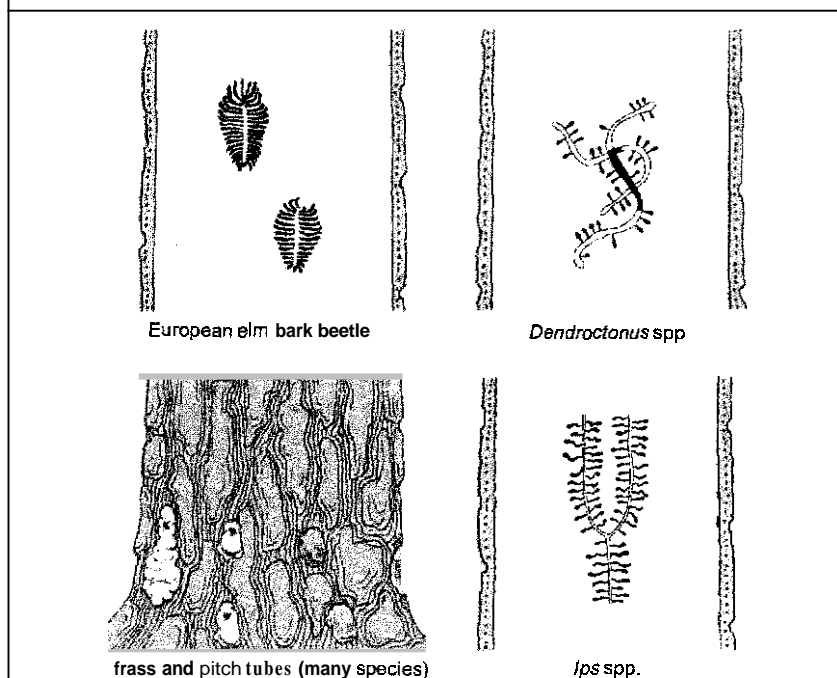 European elm bark beetle
Dendroctonus spp
frass and pitch tubes (many species)
Ips spp.